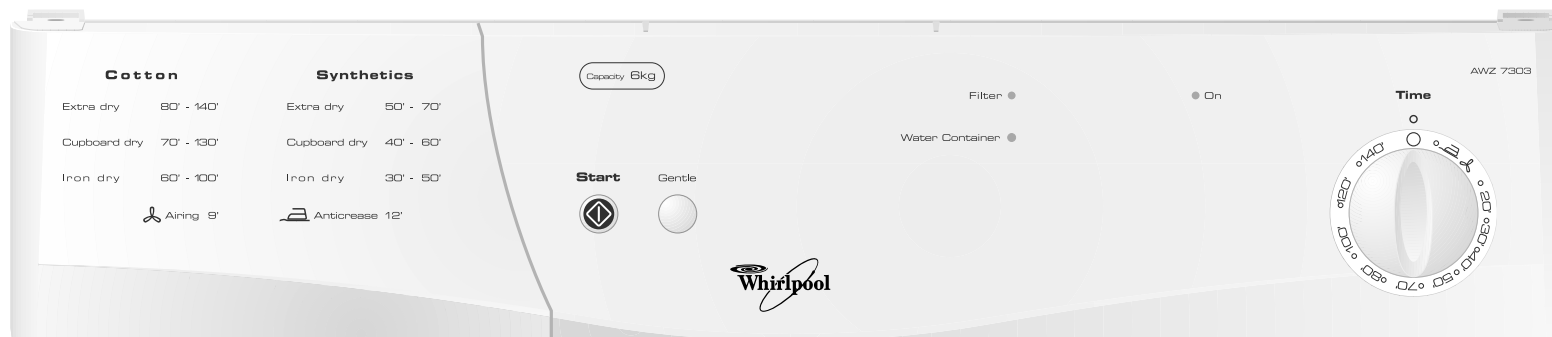 Cotton
Extra dry 80' - 140'
Cupboard dry 70' - 130'
Iron dry 60' - 100'
Airing 9'
Synthetics
Extra dry 50' - 70'
Cupboard dry 40' - 60'
Iron dry 30' - 50'
Anticrease 12'
Capacity 6kg
Start
Gentle
Whirlpool
Filter
Water Container
On
AWZ 7303
Time
20'
30'
40'
50'
70'
80'
100'
120'
140'